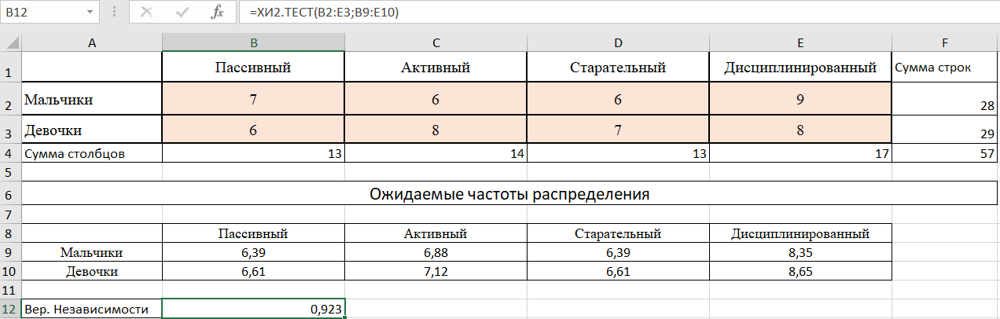 B12 fx =ХИ2.ТЕСТ(B2:E3;B9:E10)
A B C D E F
1 Пассивный Активный Старательный Дисциплинированный Сумма строк
2 Мальчики 7 6 6 9 28
3 Девочки 6 8 7 8 29
4 Сумма столбцов 13 14 13 17 57
5
6 Ожидаемые частоты распределения
7
8 Пассивный Активный Старательный Дисциплинированный
9 Мальчики 6,39 6,88 6,39 8,35
10 Девочки 6,61 7,12 6,61 8,65
11
12 Вер. Независимости 0,923